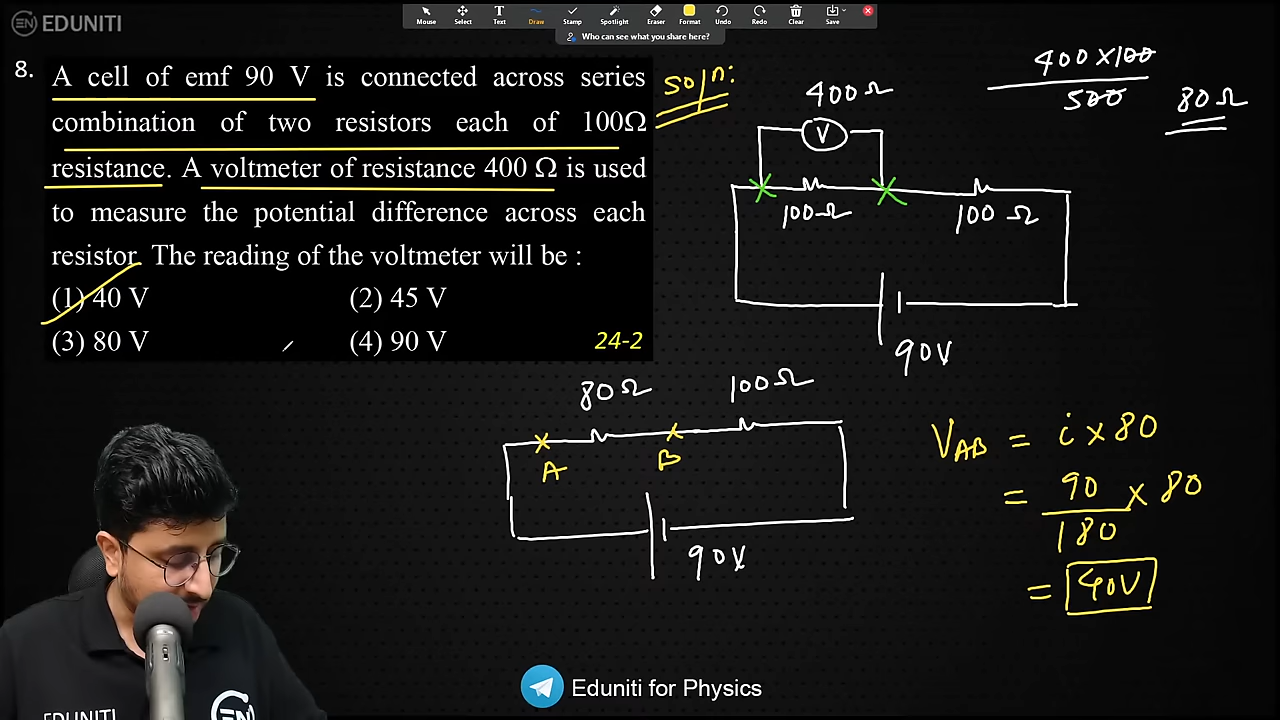 EDUNITI
Mouse Select Text Draw Stamp Spotlight Eraser Format Undo Redo Clear Save
Who can see what you share here?
8.
A cell of emf 90 V is connected across series
combination of two resistors each of 100Ω
resistance. A voltmeter of resistance 400 Ω is used
to measure the potential difference across each
resistor. The reading of the voltmeter will be :
(1) 40 V (2) 45 V
(3) 80 V (4) 90 V
24-2
Soln:
400 Ω
V
100Ω 100 Ω
90V
400×100
500
80Ω
80Ω 100Ω
A B
90V
V_AB = i × 80
= 90 × 80
180
= 40V
Eduniti for Physics
EDUNITI
EN